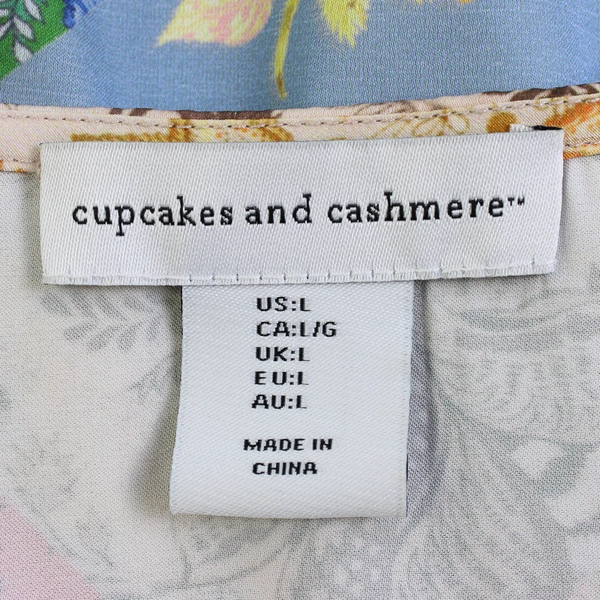 cupcakes and cashmere™
US:L
CA:L/G
UK:L
EU:L
AU:L
MADE IN
CHINA